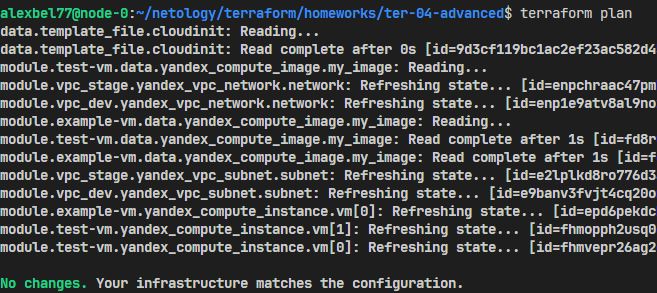 alexbel77@node-0:~/netology/terraform/homeworks/ter-04-advanced$ terraform plan
data.template_file.cloudinit: Reading...
data.template_file.cloudinit: Read complete after 0s [id=9d3cf119bc1ac2ef23ac582d4
module.test-vm.data.yandex_compute_image.my_image: Reading...
module.vpc_stage.yandex_vpc_network.network: Refreshing state... [id=enpchraac47pm
module.vpc_dev.yandex_vpc_network.network: Refreshing state... [id=enp1e9atv8al9no
module.example-vm.data.yandex_compute_image.my_image: Reading...
module.test-vm.data.yandex_compute_image.my_image: Read complete after 1s [id=fd8r
module.example-vm.data.yandex_compute_image.my_image: Read complete after 1s [id=f
module.vpc_stage.yandex_vpc_subnet.subnet: Refreshing state... [id=e2lplkd8ro776d3
module.vpc_dev.yandex_vpc_subnet.subnet: Refreshing state... [id=e9banv3fvjt4cq20o
module.example-vm.yandex_compute_instance.vm[0]: Refreshing state... [id=epd6pekdc
module.test-vm.yandex_compute_instance.vm[1]: Refreshing state... [id=fhmopph2usq0
module.test-vm.yandex_compute_instance.vm[0]: Refreshing state... [id=fhmvepr26ag2
No changes. Your infrastructure matches the configuration.